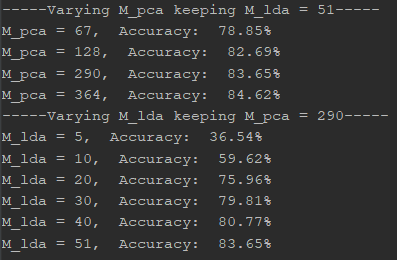 -----Varying M_pca keeping M_lda = 51-----
M_pca = 67,  Accuracy:  78.85%
M_pca = 128,  Accuracy:  82.69%
M_pca = 290,  Accuracy:  83.65%
M_pca = 364,  Accuracy:  84.62%
-----Varying M_lda keeping M_pca = 290-----
M_lda = 5,  Accuracy:  36.54%
M_lda = 10,  Accuracy:  59.62%
M_lda = 20,  Accuracy:  75.96%
M_lda = 30,  Accuracy:  79.81%
M_lda = 40,  Accuracy:  80.77%
M_lda = 51,  Accuracy:  83.65%